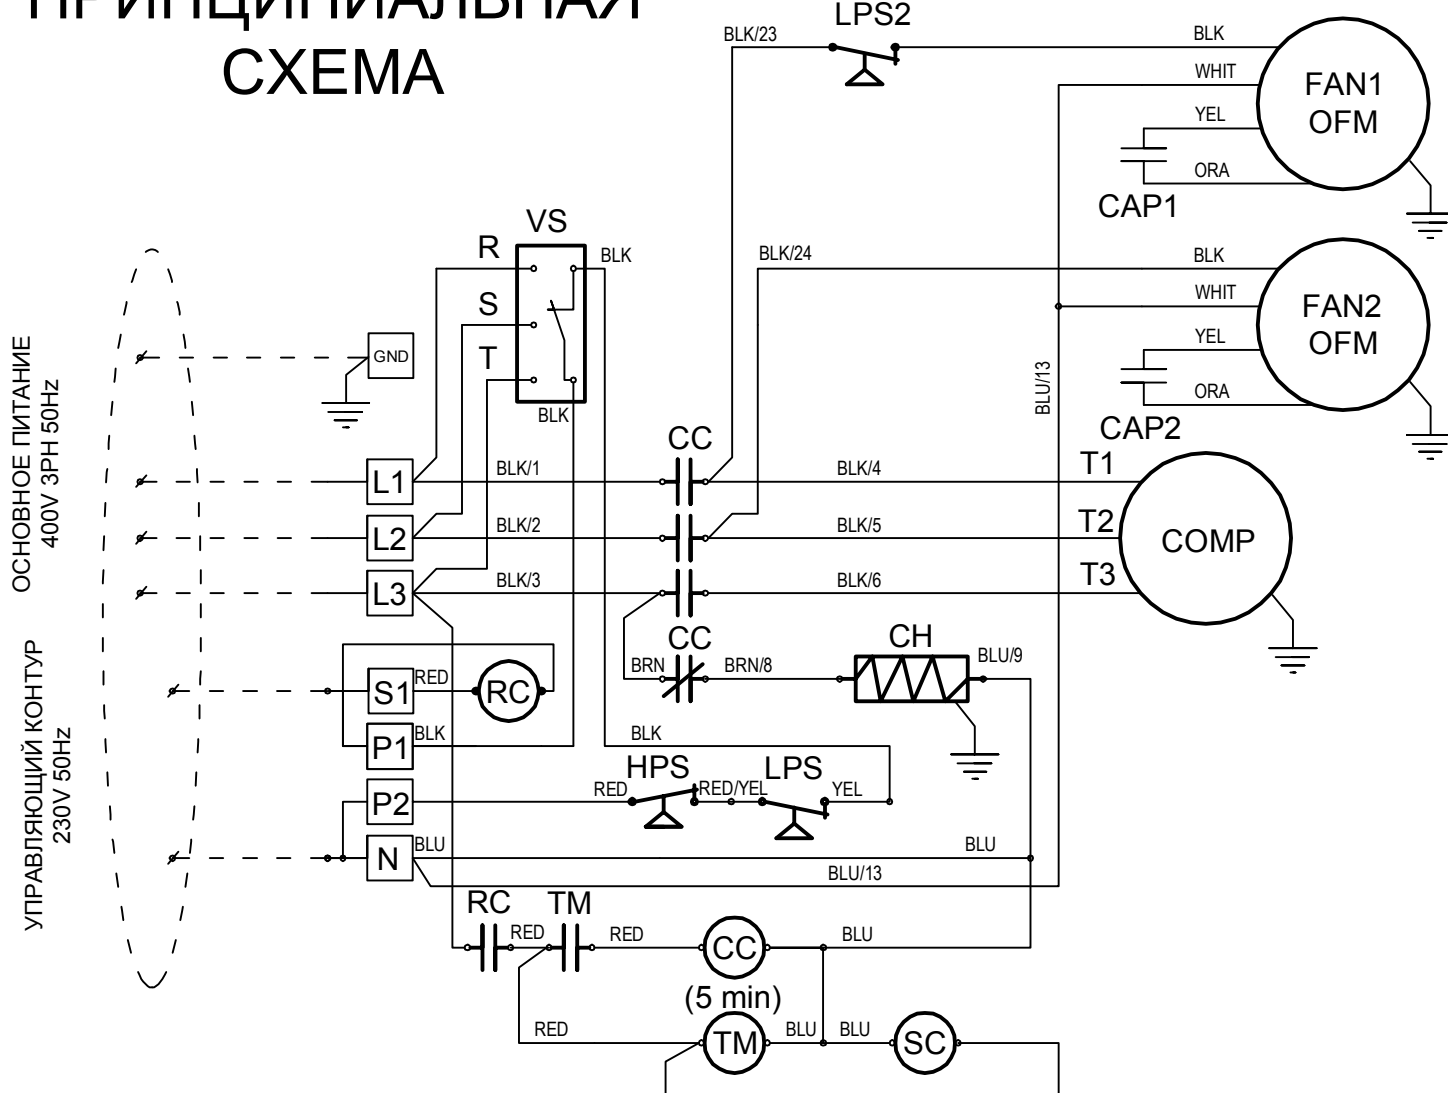 ПРИНЦИПИАЛЬНАЯ
СХЕМА
LPS2
BLK/23
BLK
WHIT
YEL
ORA
FAN1
OFM
CAP1
VS
R
S
T
BLK
BLK
BLK/24
BLK
WHIT
YEL
ORA
FAN2
OFM
CAP2
BLU/13
ОСНОВНОЕ ПИТАНИЕ
400V 3PH 50Hz
GND
L1
BLK/1
CC
BLK/4
T1
L2
BLK/2
BLK/5
T2
COMP
L3
BLK/3
BLK/6
T3
CC
BRN
BRN/8
CH
BLU/9
УПРАВЛЯЮЩИЙ КОНТУР
230V 50Hz
S1
RED
RC
P1
BLK
BLK
P2
RED
HPS
RED/YEL
LPS
YEL
N
BLU
BLU
BLU/13
RC
RED
TM
RED
CC
BLU
(5 min)
RED
TM
BLU
BLU
SC